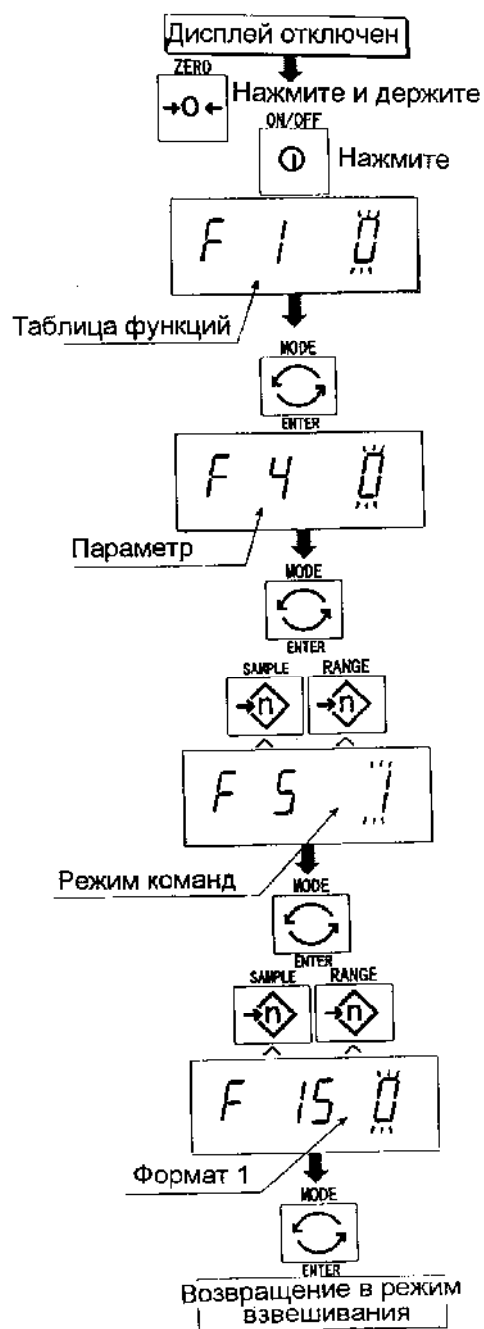 Дисплей отключен
ZERO
→0←
Нажмите и держите
ON/OFF
Нажмите
F 1 0
Таблица функций
MODE
ENTER
F 4 0
Параметр
MODE
ENTER
SAMPLE RANGE
n n
F 5 7
Режим команд
MODE
ENTER
SAMPLE RANGE
n n
F 15. 0
Формат 1
MODE
ENTER
Возвращение в режим
взвешивания